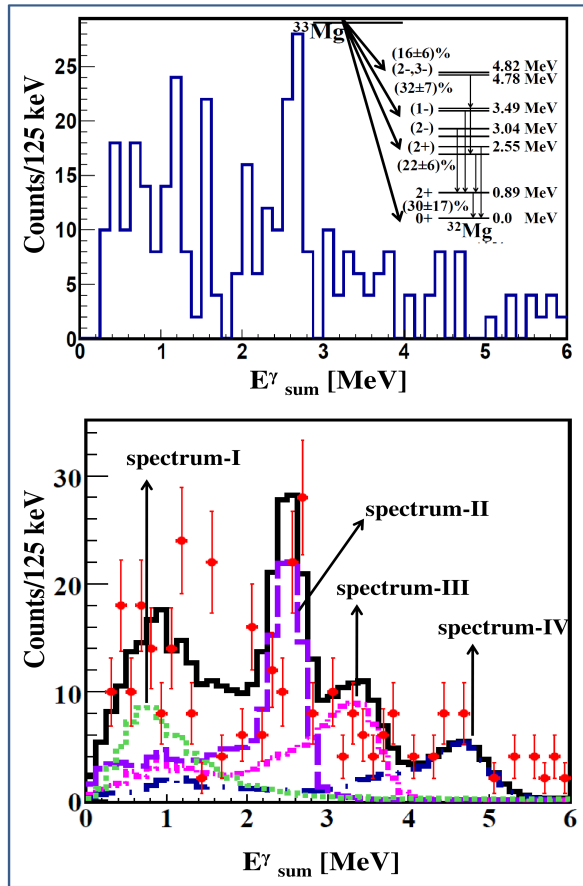 ³³Mg
(16±6)%
(2-,3-) 4.82 MeV
4.78 MeV
(32±7)%
(1-) 3.49 MeV
(2-) 3.04 MeV
(2+) 2.55 MeV
(22±6)%
2+ 0.89 MeV
(30±17)%
0+ 0.0 MeV
³²Mg
Counts/125 keV
25
20
15
10
5
0
0 1 2 3 4 5 6
Eᵞ sum [MeV]
spectrum-I
spectrum-II
spectrum-III
spectrum-IV
Counts/125 keV
30
20
10
0
0 1 2 3 4 5 6
Eᵞ sum [MeV]